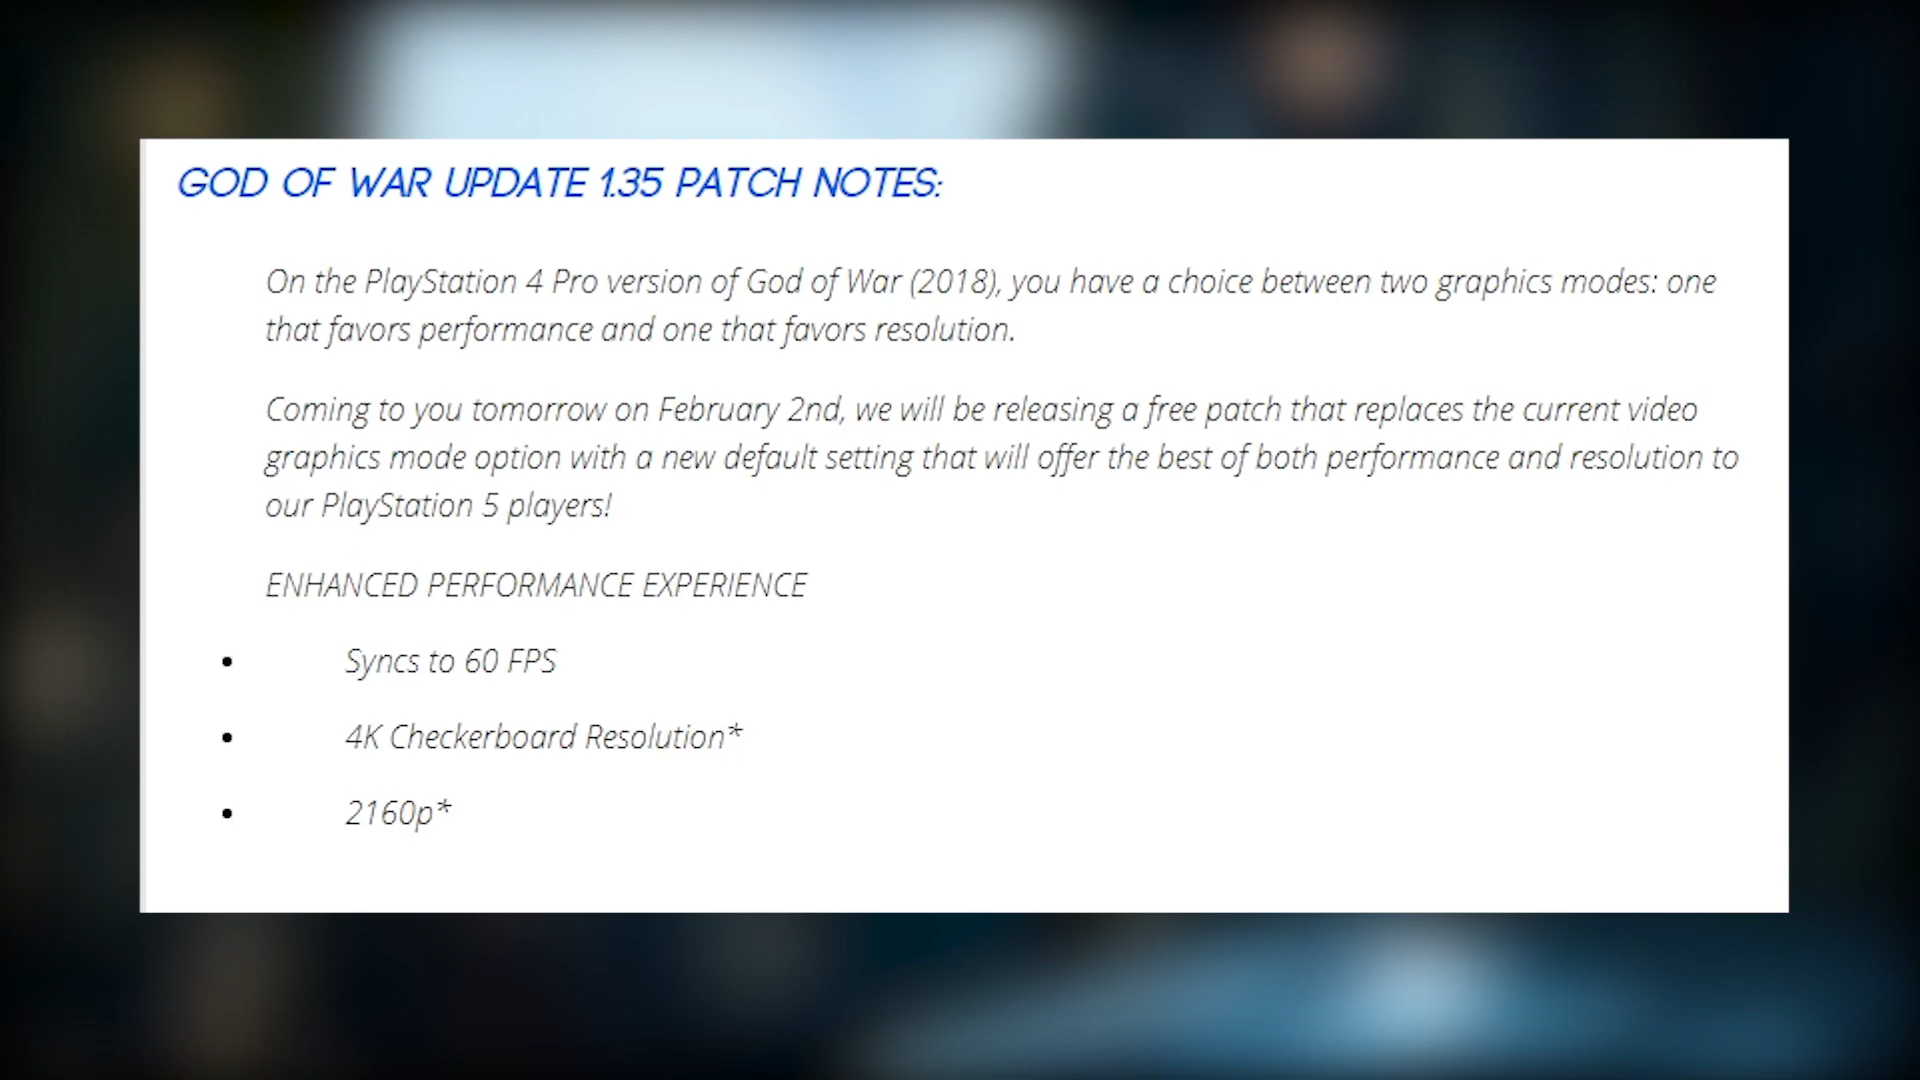 GOD OF WAR UPDATE 1.35 PATCH NOTES:
On the PlayStation 4 Pro version of God of War (2018), you have a choice between two graphics modes: one
that favors performance and one that favors resolution.
Coming to you tomorrow on February 2nd, we will be releasing a free patch that replaces the current video
graphics mode option with a new default setting that will offer the best of both performance and resolution to
our PlayStation 5 players!
ENHANCED PERFORMANCE EXPERIENCE
• Syncs to 60 FPS
• 4K Checkerboard Resolution*
• 2160p*